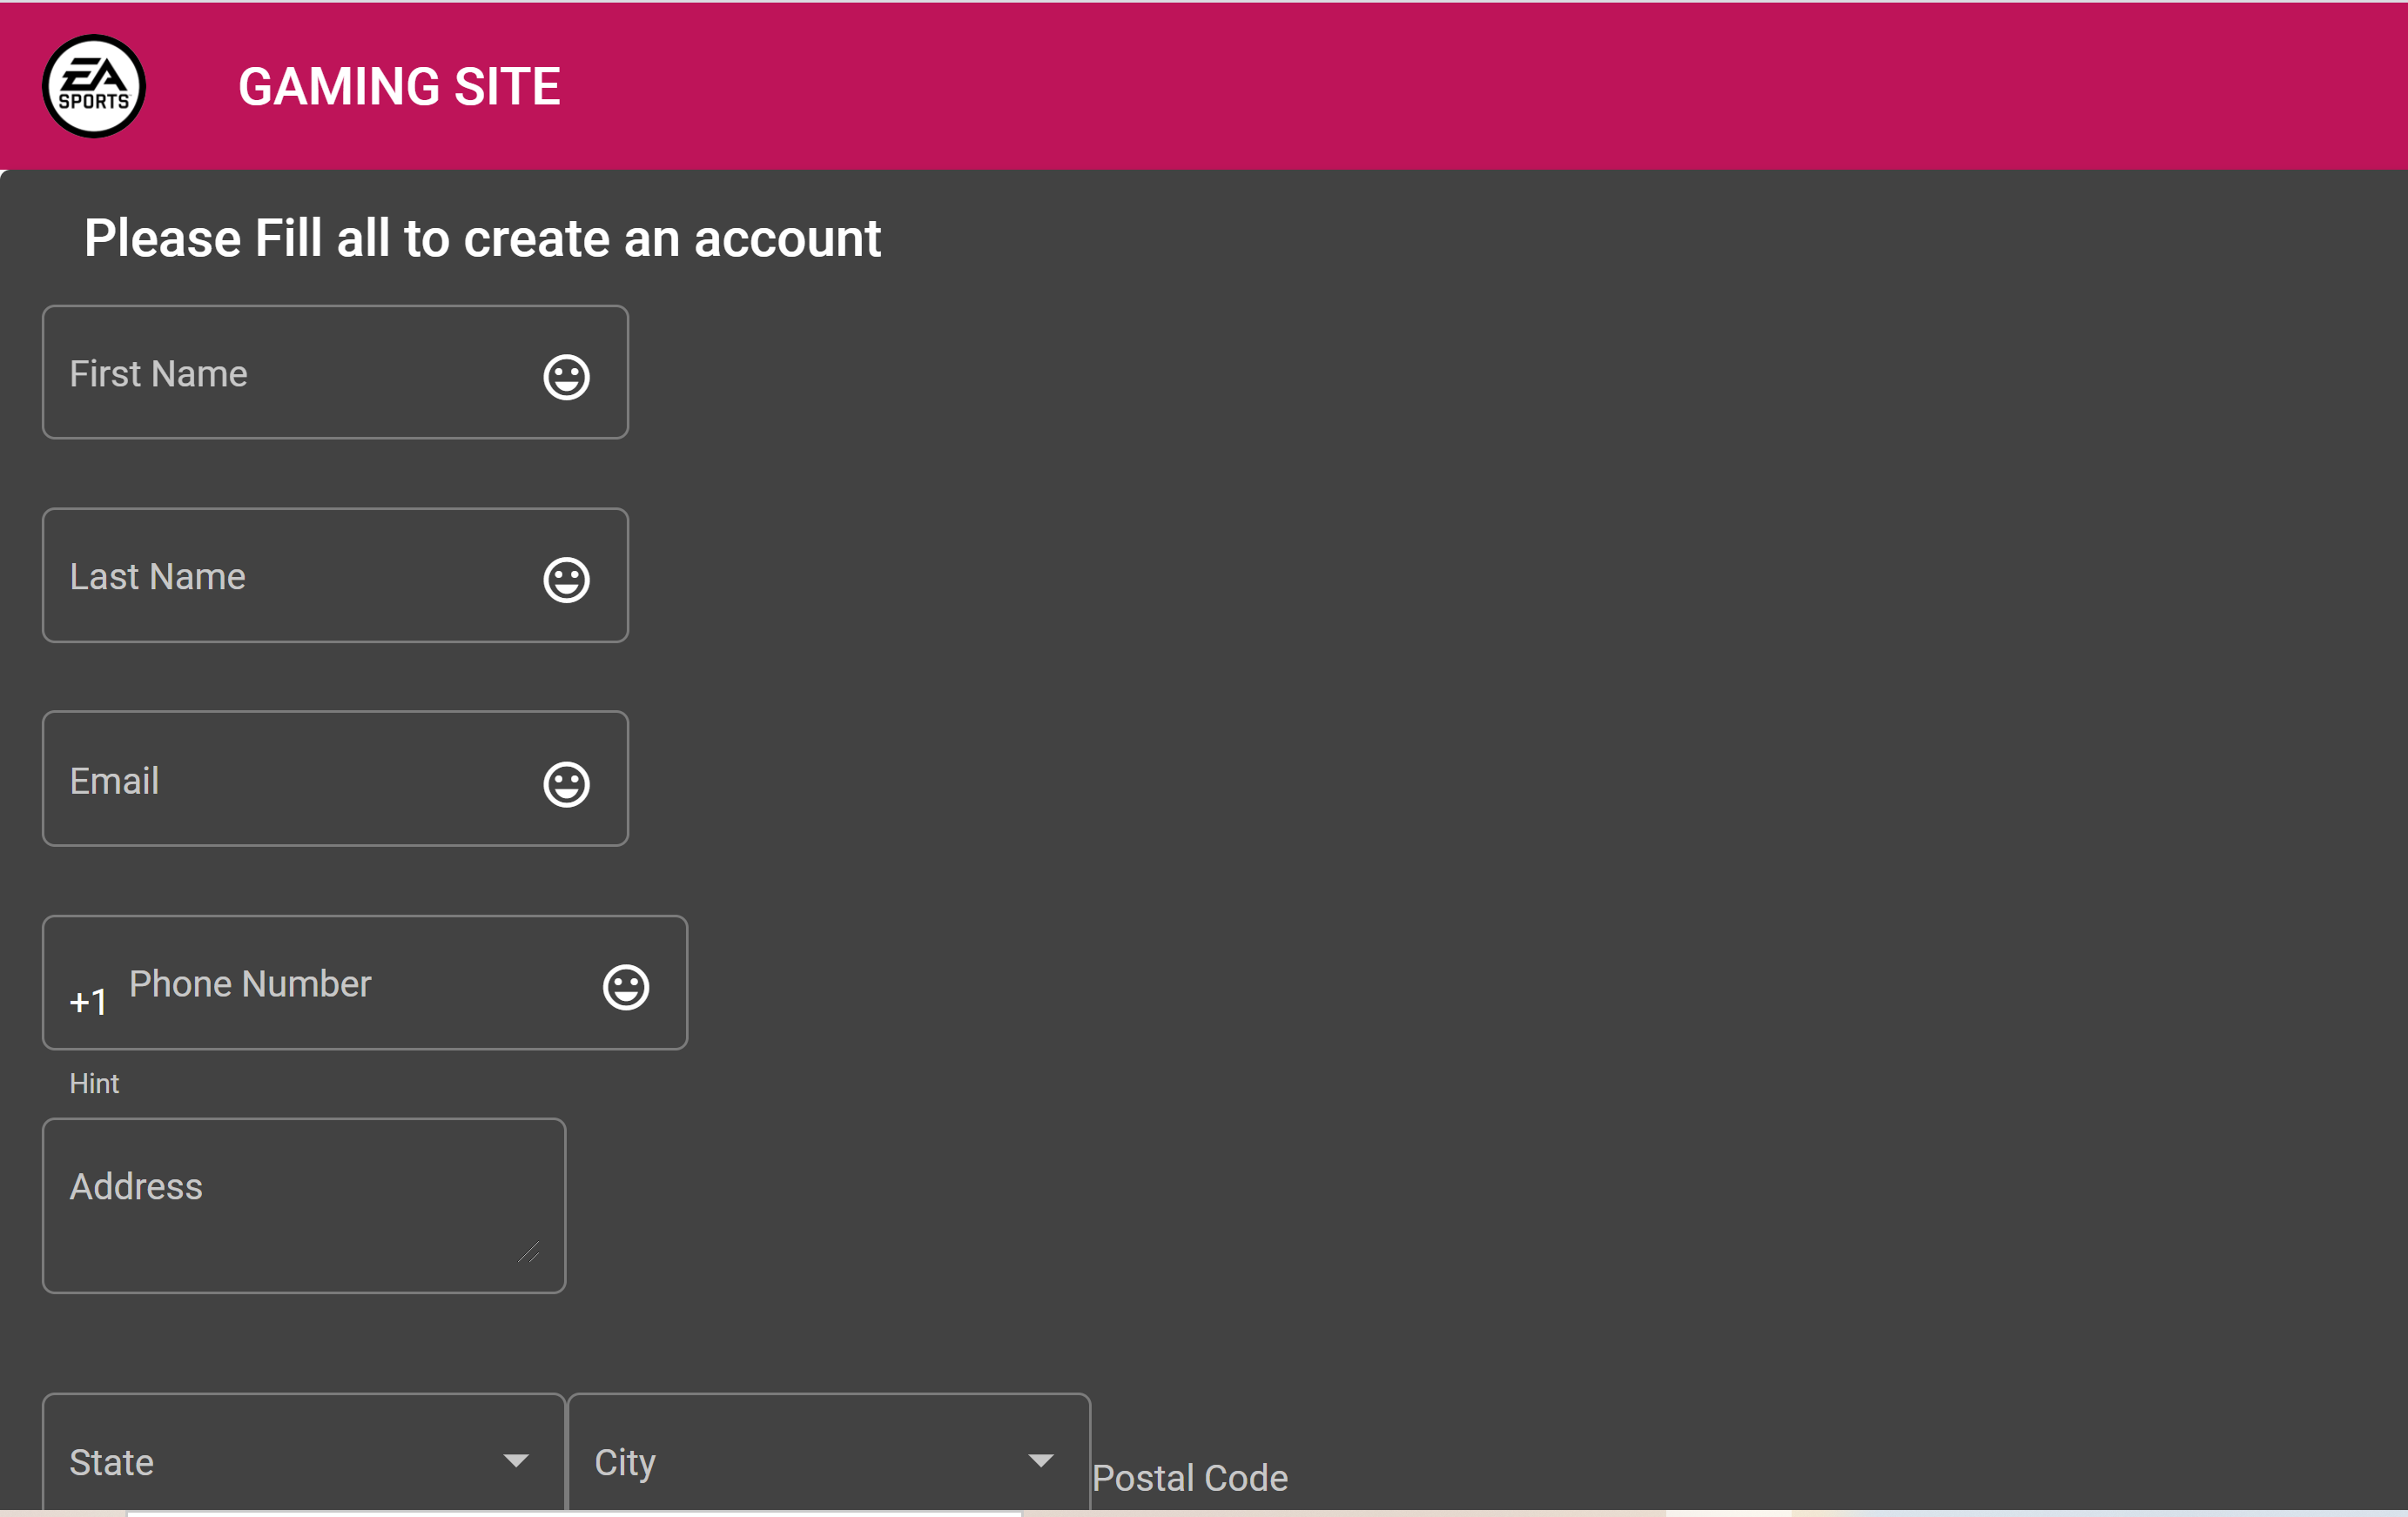 EA
SPORTS
GAMING SITE
Please Fill all to create an account
First Name
Last Name
Email
+1 Phone Number
Hint
Address
State
City
Postal Code